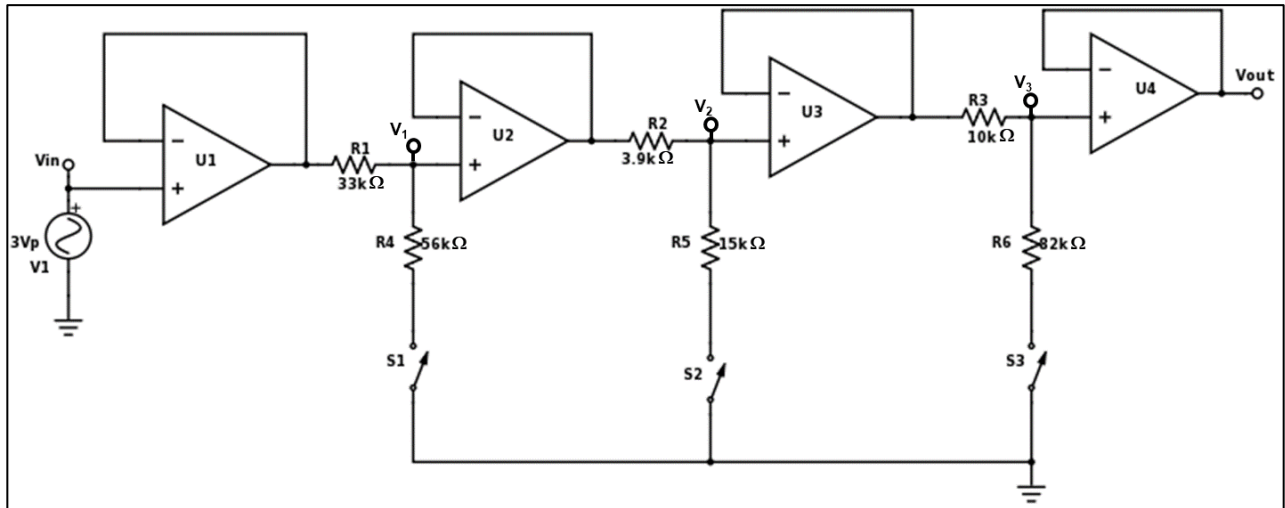 Vin
+
3Vp
V1
−
+
U1
R1
33kΩ
V1
R4
56kΩ
S1
−
+
U2
R2
3.9kΩ
V2
R5
15kΩ
S2
−
+
U3
R3
10kΩ
V3
R6
82kΩ
S3
−
+
U4
Vout